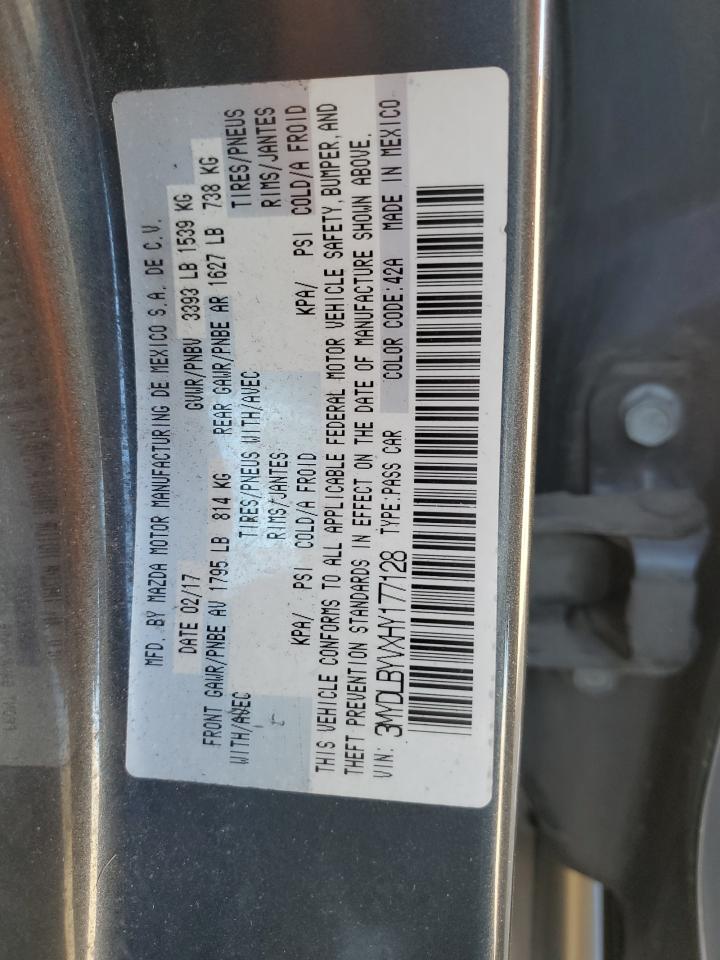 MFD. BY MAZDA MOTOR MANUFACTURING DE MEXICO S.A. DE C.V.
DATE 02/17 GVWR/PNBV 3393 LB 1539 KG
FRONT GAWR/PNBE AV 1795 LB 814 KG REAR GAWR/PNBE AR 1627 LB 738 KG
WITH/AVEC TIRES/PNEUS WITH/AVEC TIRES/PNEUS
RIMS/JANTES RIMS/JANTES
KPA/ PSI COLD/A FROID KPA/ PSI COLD/A FROID
THIS VEHICLE CONFORMS TO ALL APPLICABLE FEDERAL MOTOR VEHICLE SAFETY, BUMPER, AND
THEFT PREVENTION STANDARDS IN EFFECT ON THE DATE OF MANUFACTURE SHOWN ABOVE.
VIN: 3MYDLBYVXHY177128 TYPE:PASS CAR COLOR CODE:42A MADE IN MEXICO